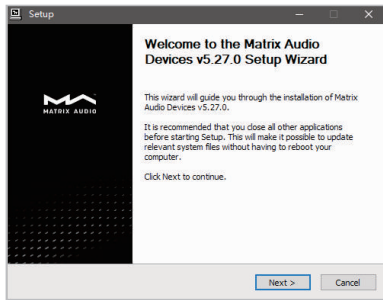 Setup
Welcome to the Matrix Audio
Devices v5.27.0 Setup Wizard
MATRIX AUDIO
This wizard will guide you through the installation of Matrix
Audio Devices v5.27.0.
It is recommended that you close all other applications
before starting Setup. This will make it possible to update
relevant system files without having to reboot your
computer.
Click Next to continue.
Next >
Cancel